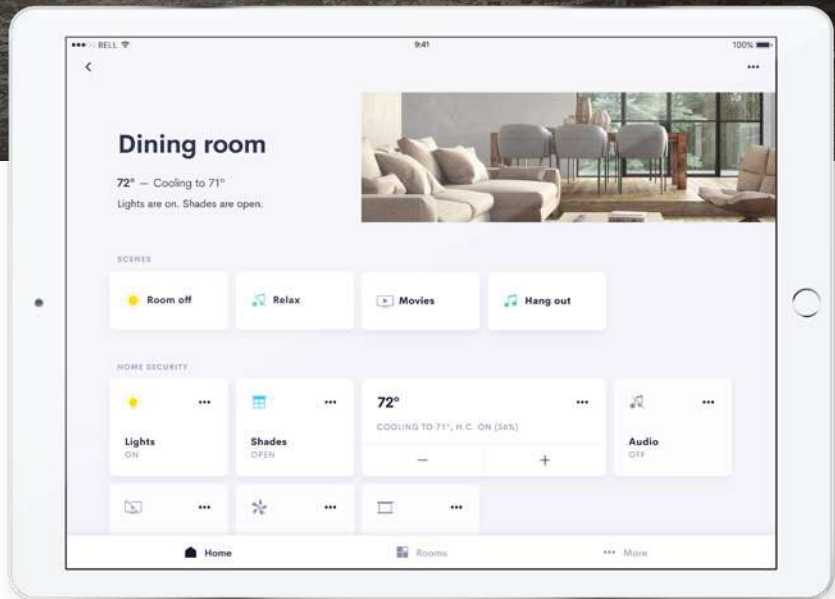 BELL
9:41
100%
Dining room
72° — Cooling to 71°
Lights are on. Shades are open.
SCENES
Room off
Relax
Movies
Hang out
HOME SECURITY
Lights
ON
Shades
OPEN
72°
COOLING TO 71°, H.C. ON (56%)
− +
Audio
OFF
Home
Rooms
More